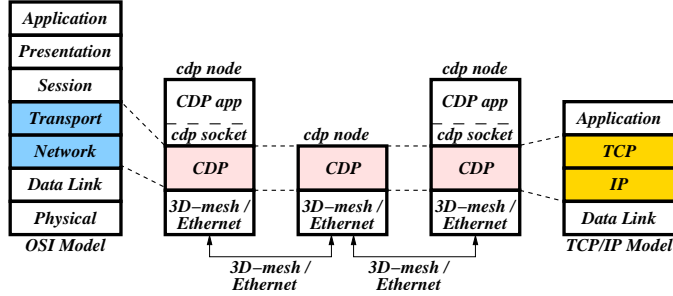 Application
Presentation
Session
Transport
Network
Data Link
Physical
OSI Model
cdp node
CDP app
cdp socket
CDP
3D-mesh /
Ethernet
cdp node
CDP
3D-mesh /
Ethernet
cdp node
CDP app
cdp socket
CDP
3D-mesh /
Ethernet
3D-mesh /
Ethernet
3D-mesh /
Ethernet
Application
TCP
IP
Data Link
TCP/IP Model